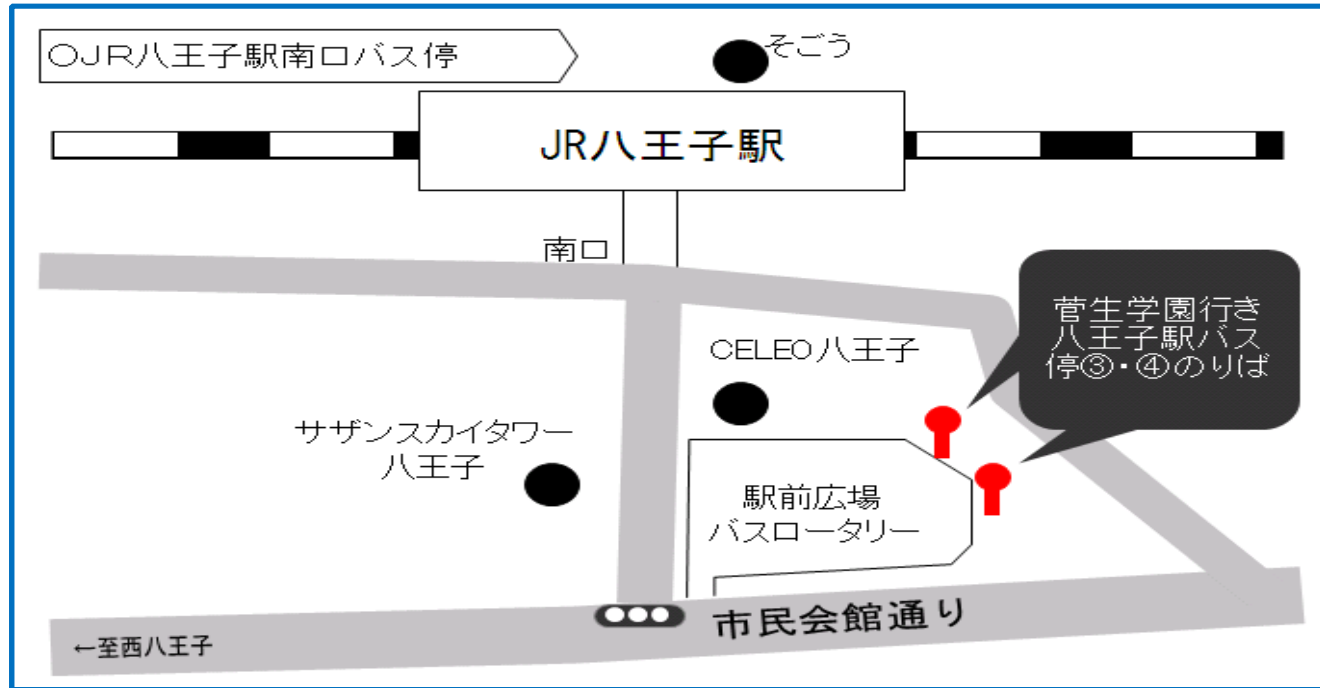 〇JR八王子駅南口バス停
そごう
JR八王子駅
南口
菅生学園行き
八王子駅バス
停③・④のりば
CELEO八王子
サザンスカイタワー
八王子
駅前広場
バスロータリー
市民会館通り
←至西八王子